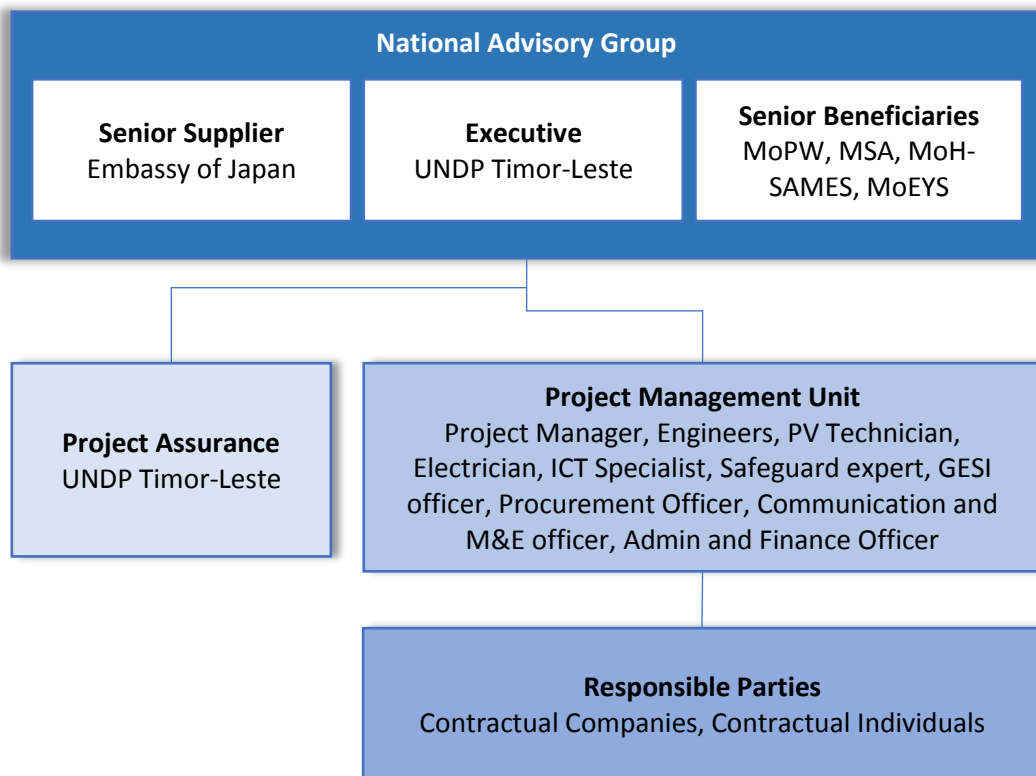 National Advisory Group
Senior Supplier
Embassy of Japan
Executive
UNDP Timor-Leste
Senior Beneficiaries
MoPW, MSA, MoH-
SAMES, MoEYS
Project Assurance
UNDP Timor-Leste
Project Management Unit
Project Manager, Engineers, PV Technician,
Electrician, ICT Specialist, Safeguard expert, GESI
officer, Procurement Officer, Communication and
M&E officer, Admin and Finance Officer
Responsible Parties
Contractual Companies, Contractual Individuals